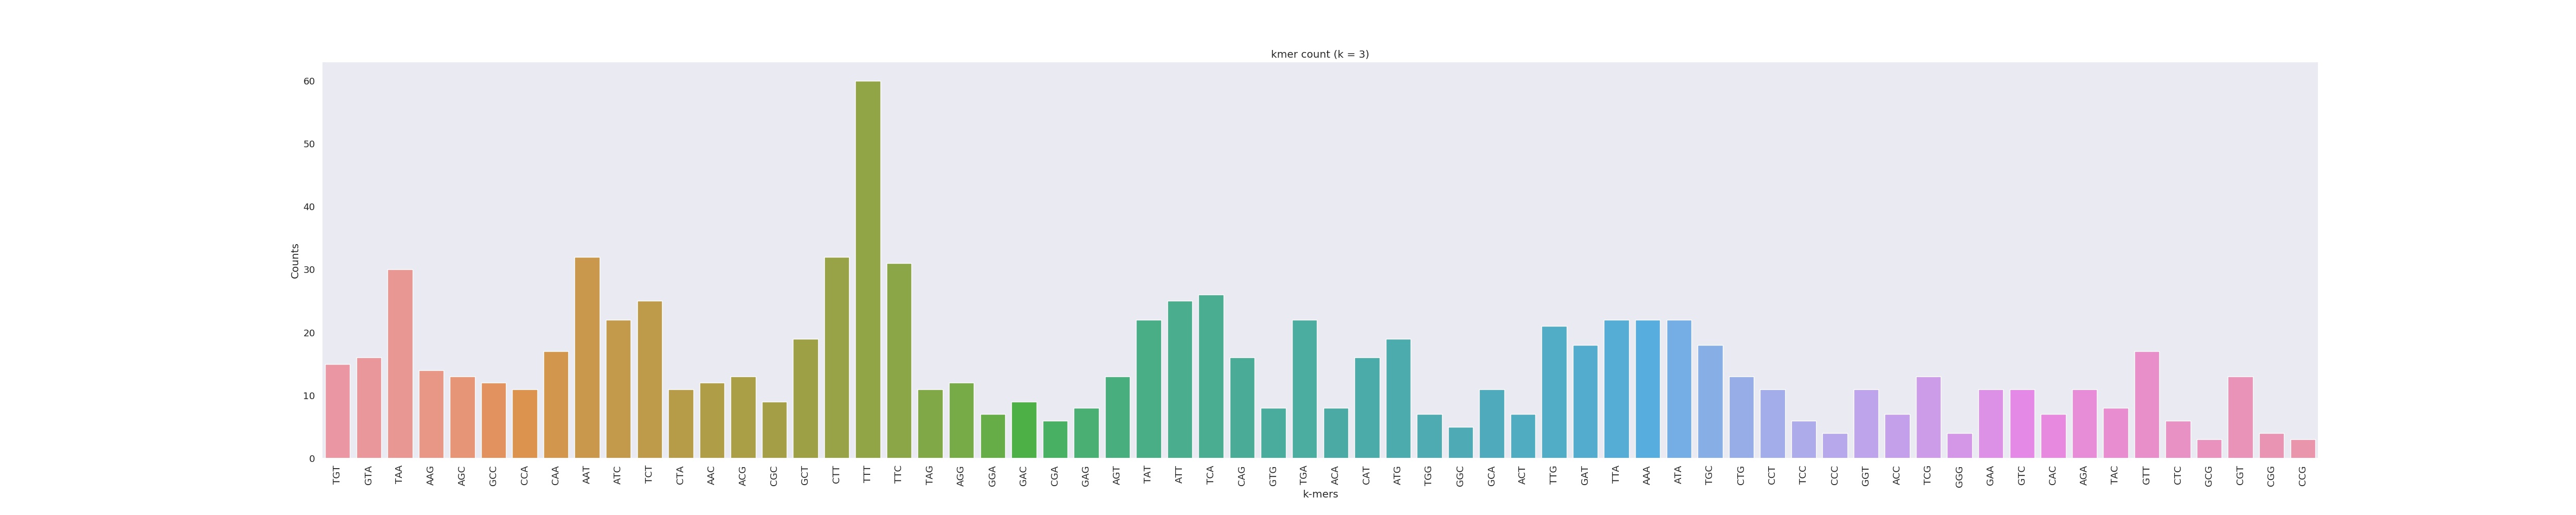 kmer count (k = 3)
60
50
40
30
20
10
0
Counts
TGT GTA TAA AAG AGC GCC CCA CAA AAT ATC TCT CTA AAC ACG CGC GCT CTT TTT TTC TAG AGG GGA GAC CGA GAG AGT TAT ATT TCA CAG GTG TGA ACA CAT ATG TGG GGC GCA ACT TTG GAT TTA AAA ATA TGC CTG CCT TCC CCC GGT ACC TCG GGG GAA GTC CAC AGA TAC GTT CTC GCG CGT CGG CCG
k-mers